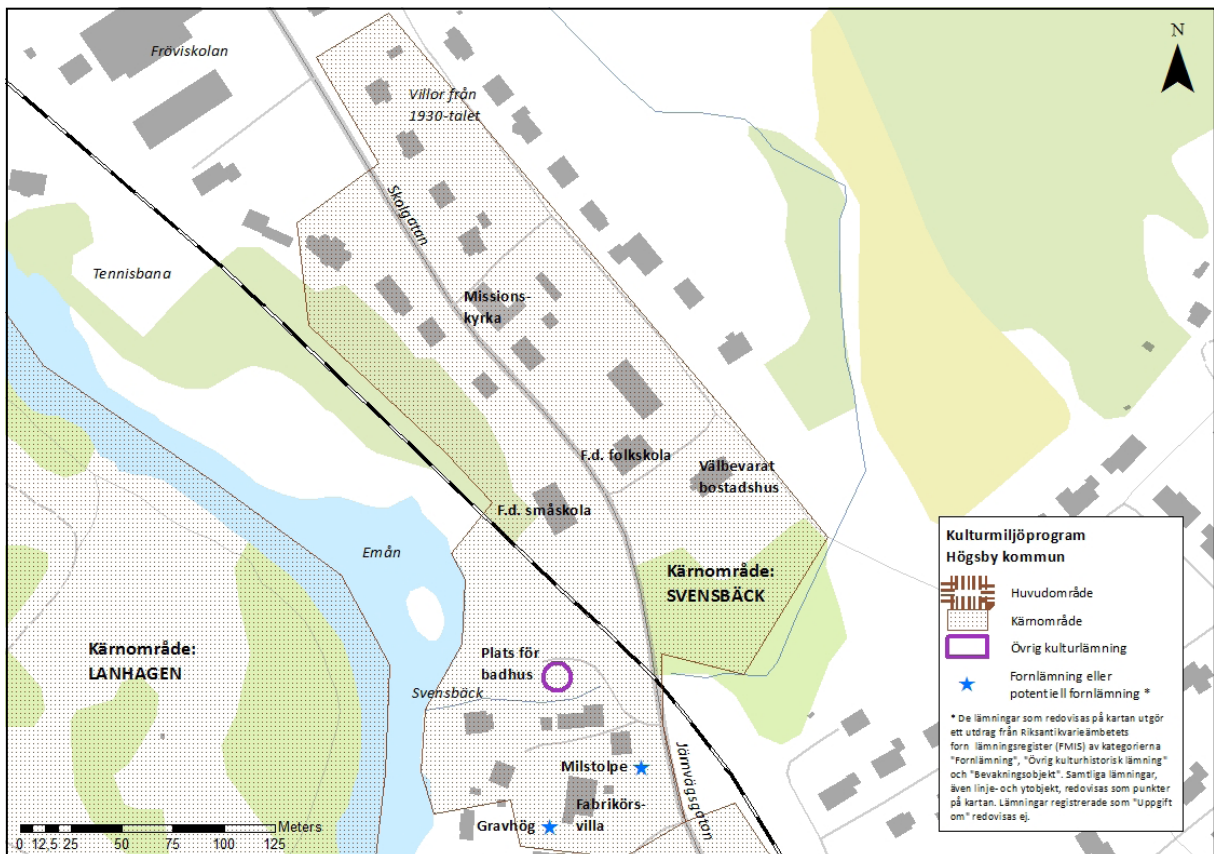 Fröviskolan
N
Villor från
1930-talet
Skolgatan
Tennisbana
Missions-
kyrka
F.d. folkskola
Välbevarat
bostadshus
F.d. småskola
Emån
Kärnområde:
SVENSBÄCK
Kärnområde:
LANHAGEN
Plats för
badhus
Svensbäck
Järnvägsgatan
Milstolpe
Fabrikörs-
villa
Gravhög
Meters
0 12.5 25 50 75 100 125
Kulturmiljöprogram
Högsby kommun
Huvudområde
Kärnområde
Övrig kulturlämning
Fornlämning eller
potentiell fornlämning *
* De lämningar som redovisas på kartan utgör
ett utdrag från Riksantikvarieämbetets
forn lämningsregister (FMIS) av kategorierna
"Fornlämning", "Övrig kulturhistorisk lämning"
och "Bevakningsobjekt". Samtliga lämningar,
även linje- och ytobjekt, redovisas som punkter
på kartan. Lämningar registrerade som "Uppgift
om" redovisas ej.